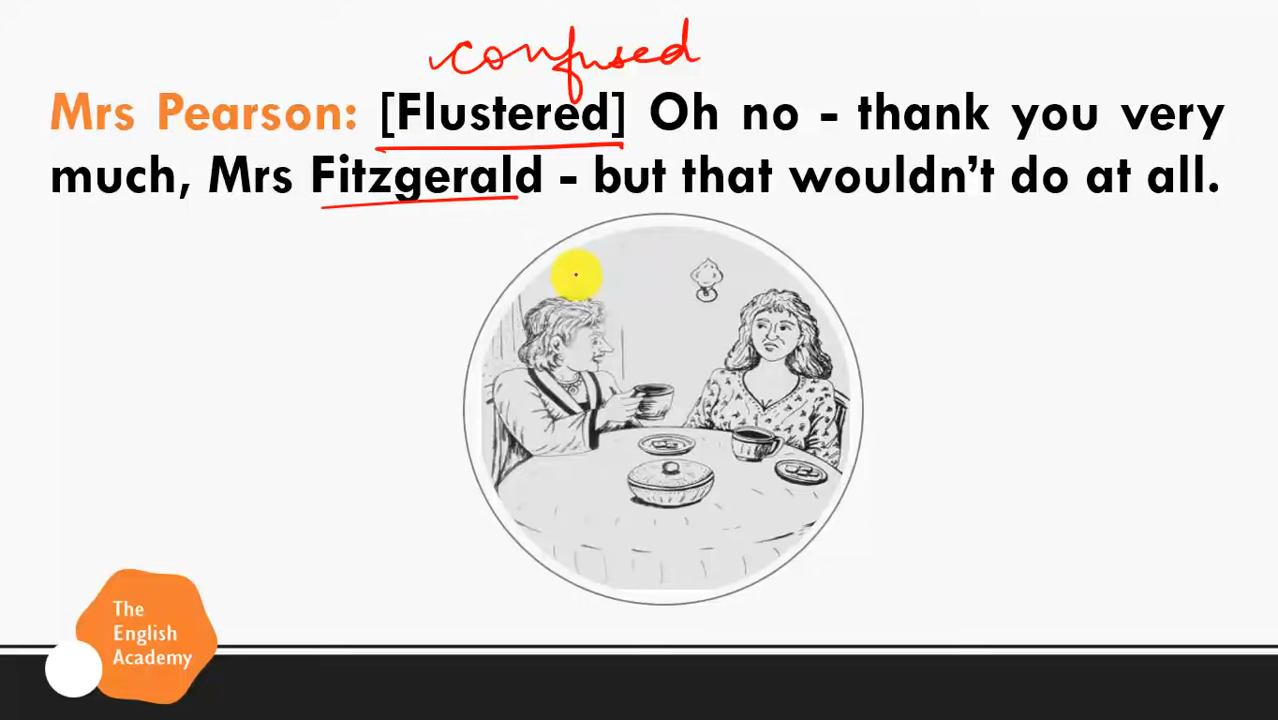 confused
Mrs Pearson: [Flustered] Oh no - thank you very
much, Mrs Fitzgerald - but that wouldn't do at all.
The
English
Academy